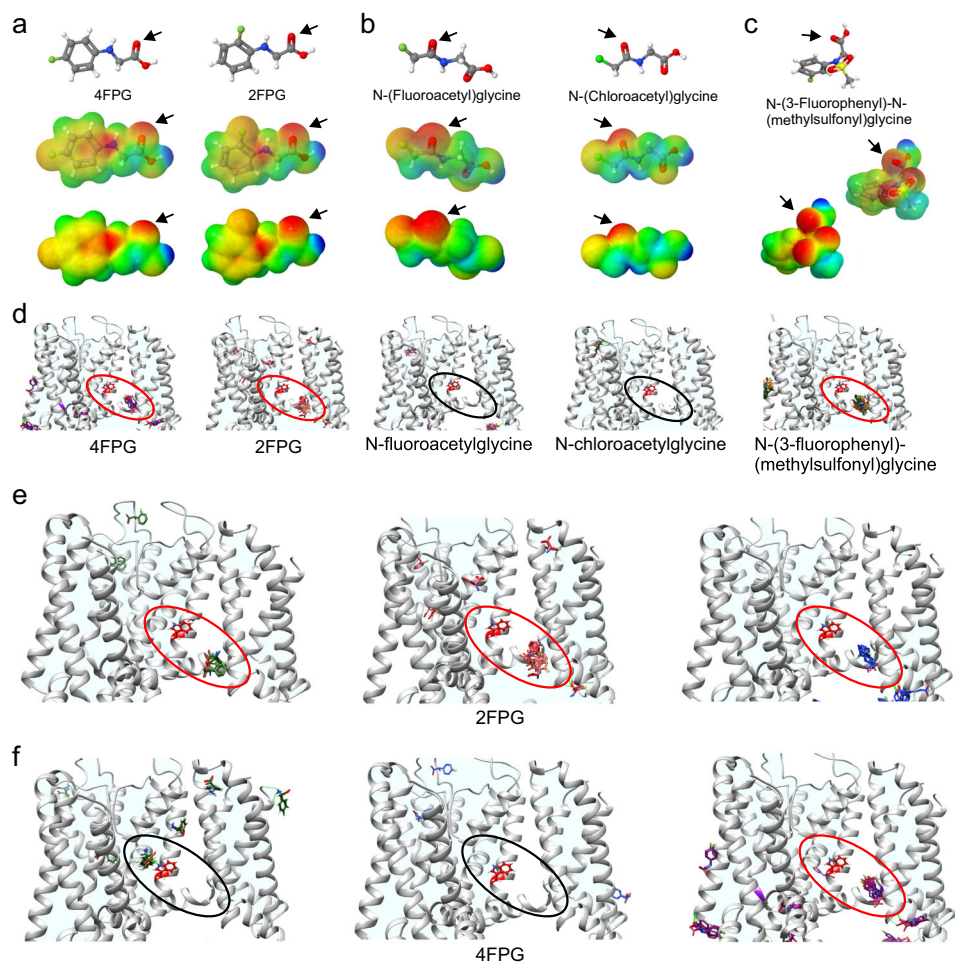 a
b
c
4FPG
2FPG
N-(Fluoroacetyl)glycine
N-(Chloroacetyl)glycine
N-(3-Fluorophenyl)-N-
(methylsulfonyl)glycine
d
4FPG
2FPG
N-fluoroacetylglycine
N-chloroacetylglycine
N-(3-fluorophenyl)-
(methylsulfonyl)glycine
e
2FPG
f
4FPG